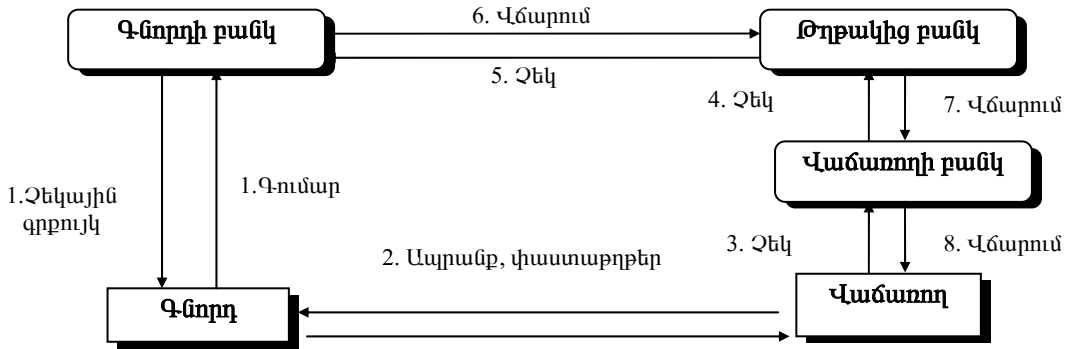 6. Վճարում
Գնորդի բանկ
Թղթակից բանկ
5. Չեկ
4. Չեկ
7. Վճարում
Վաճառողի բանկ
1.Չեկային
գրքույկ
1.Գումար
3. Չեկ
8. Վճարում
2. Ապրանք, փաստաթղթեր
Գնորդ
Վաճառող